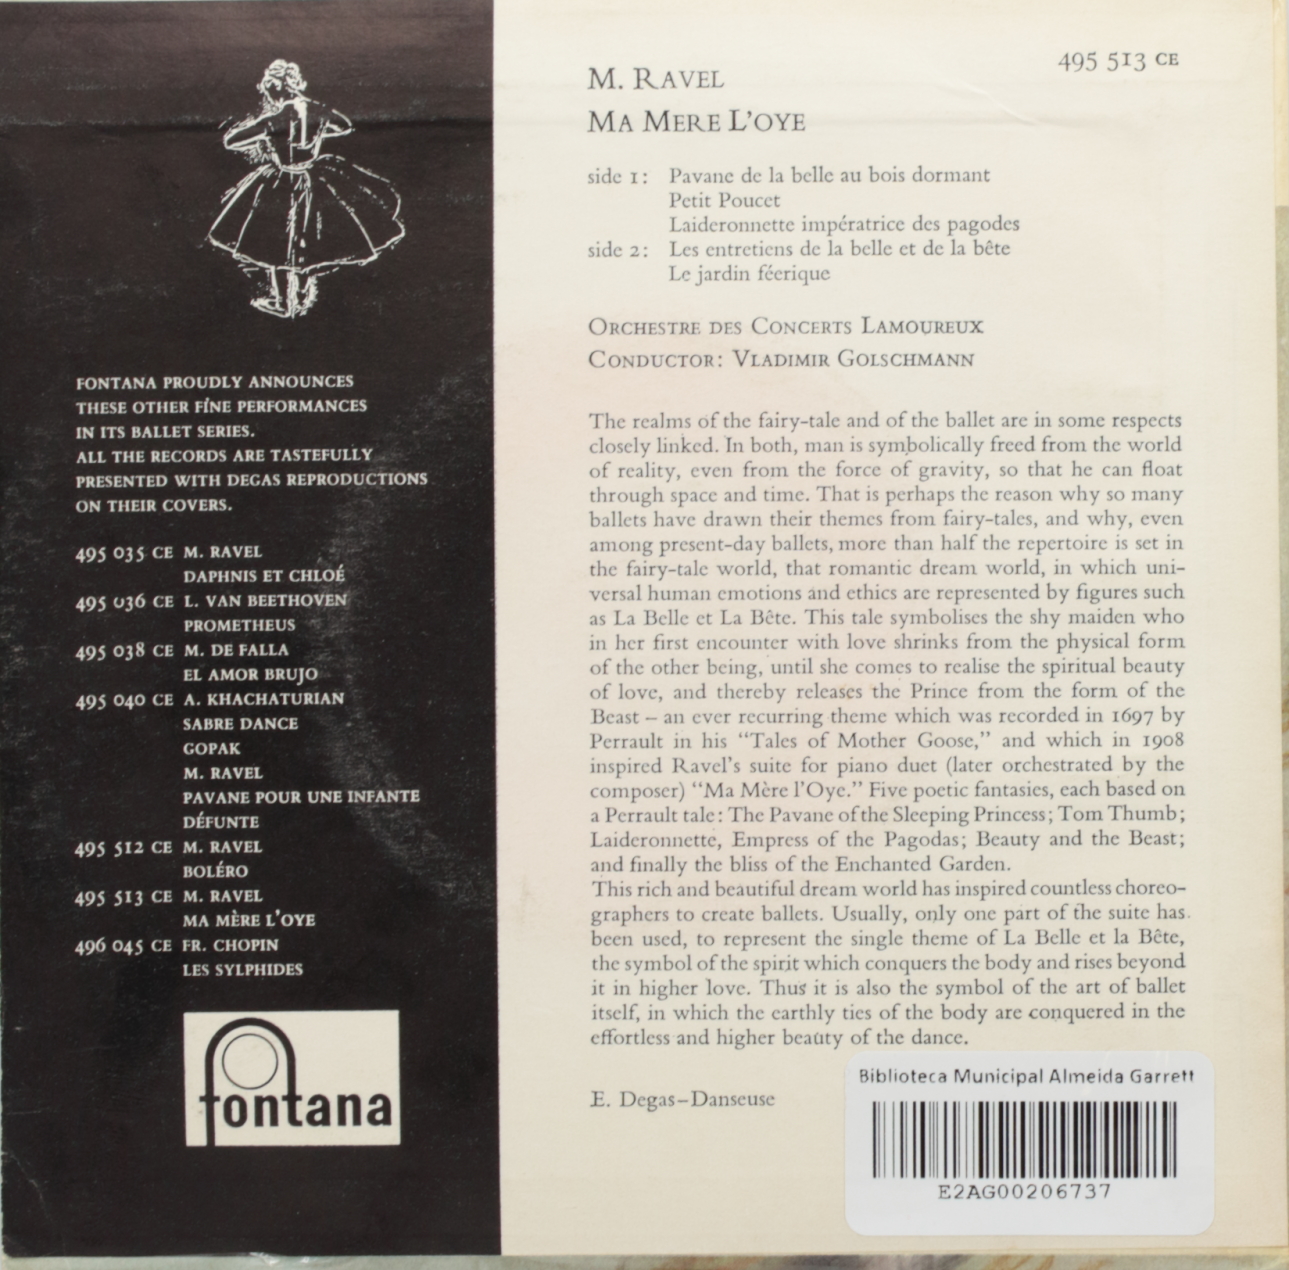 FONTANA PROUDLY ANNOUNCES
THESE OTHER FINE PERFORMANCES
IN ITS BALLET SERIES.
ALL THE RECORDS ARE TASTEFULLY
PRESENTED WITH DEGAS REPRODUCTIONS
ON THEIR COVERS.
495 035 CE M. RAVEL
DAPHNIS ET CHLOÉ
495 036 CE L. VAN BEETHOVEN
PROMETHEUS
495 038 CE M. DE FALLA
EL AMOR BRUJO
495 040 CE A. KHACHATURIAN
SABRE DANCE
GOPAK
M. RAVEL
PAVANE POUR UNE INFANTE
DÉFUNTE
495 512 CE M. RAVEL
BOLÉRO
495 513 CE M. RAVEL
MA MÈRE L'OYE
496 045 CE FR. CHOPIN
LES SYLPHIDES
fontana
495 513 CE
M. RAVEL
MA MERE L'OYE
side 1: Pavane de la belle au bois dormant
Petit Poucet
Laideronnette impératrice des pagodes
side 2: Les entretiens de la belle et de la bête
Le jardin féerique
ORCHESTRE DES CONCERTS LAMOUREUX
CONDUCTOR: VLADIMIR GOLSCHMANN
The realms of the fairy-tale and of the ballet are in some respects
closely linked. In both, man is symbolically freed from the world
of reality, even from the force of gravity, so that he can float
through space and time. That is perhaps the reason why so many
ballets have drawn their themes from fairy-tales, and why, even
among present-day ballets, more than half the repertoire is set in
the fairy-tale world, that romantic dream world, in which uni-
versal human emotions and ethics are represented by figures such
as La Belle et La Bête. This tale symbolises the shy maiden who
in her first encounter with love shrinks from the physical form
of the other being, until she comes to realise the spiritual beauty
of love, and thereby releases the Prince from the form of the
Beast – an ever recurring theme which was recorded in 1697 by
Perrault in his “Tales of Mother Goose,” and which in 1908
inspired Ravel's suite for piano duet (later orchestrated by the
composer) “Ma Mère l'Oye.” Five poetic fantasies, each based on
a Perrault tale: The Pavane of the Sleeping Princess; Tom Thumb;
Laideronnette, Empress of the Pagodas; Beauty and the Beast;
and finally the bliss of the Enchanted Garden.
This rich and beautiful dream world has inspired countless choreo-
graphers to create ballets. Usually, only one part of the suite has
been used, to represent the single theme of La Belle et la Bête,
the symbol of the spirit which conquers the body and rises beyond
it in higher love. Thus it is also the symbol of the art of ballet
itself, in which the earthly ties of the body are conquered in the
effortless and higher beauty of the dance.
E. Degas–Danseuse
Biblioteca Municipal Almeida Garrett
E2AG00206737